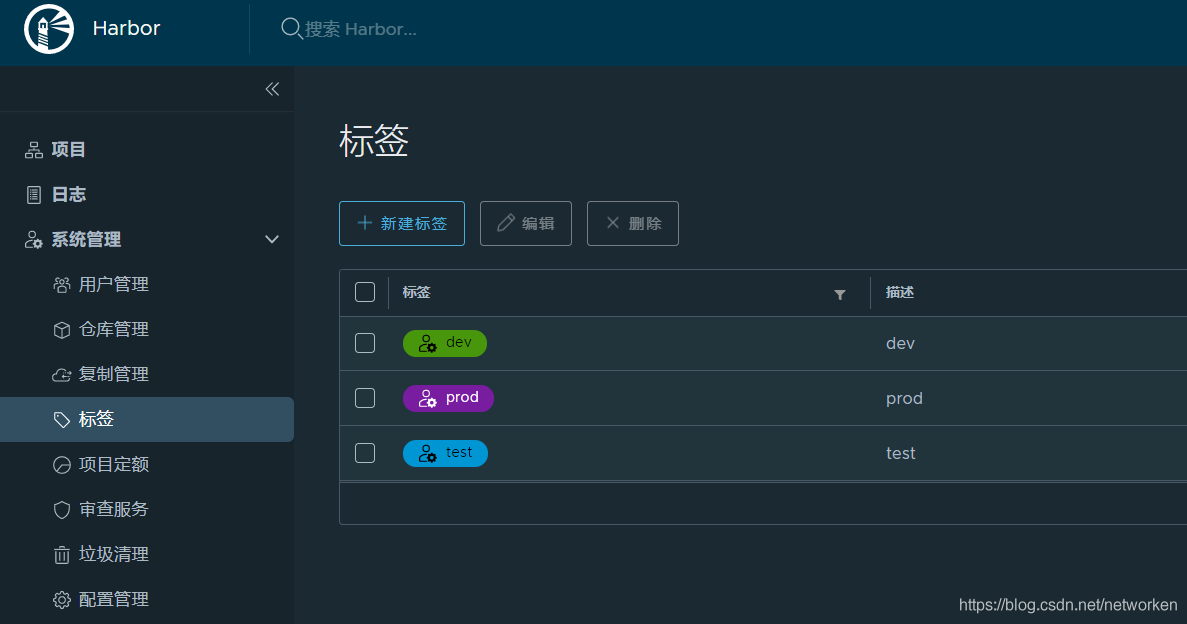 Harbor
搜索 Harbor...
项目
日志
系统管理
用户管理
仓库管理
复制管理
标签
项目定额
审查服务
垃圾清理
配置管理
标签
新建标签 编辑 删除
标签 描述
dev dev
prod prod
test test
https://blog.csdn.net/networken